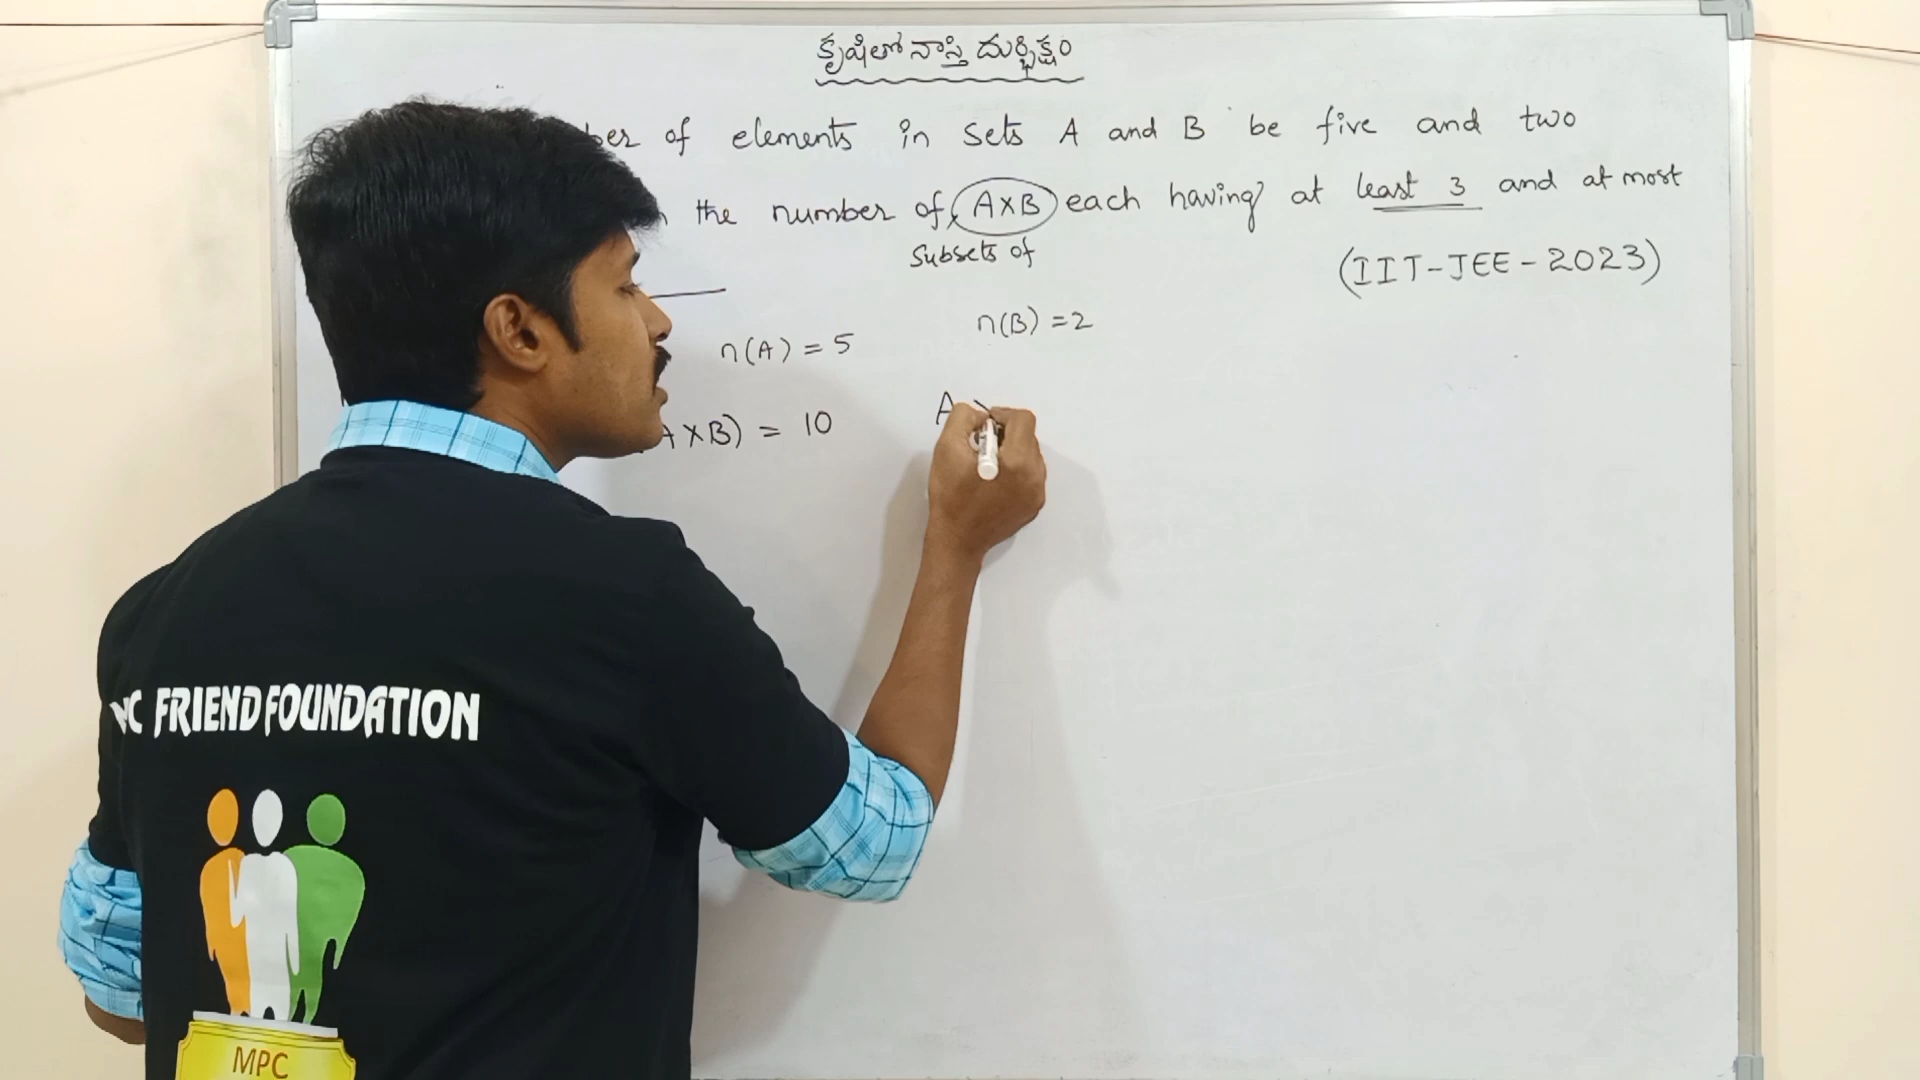 కృషితో నాస్తి దుర్భిక్షం
ber of elements in sets A and B be five and two
the number of A×B each having at least 3 and at most
Subsets of
(IIT-JEE-2023)
n(A) = 5
n(B) = 2
A×B) = 10
A
FRIEND FOUNDATION
MPC